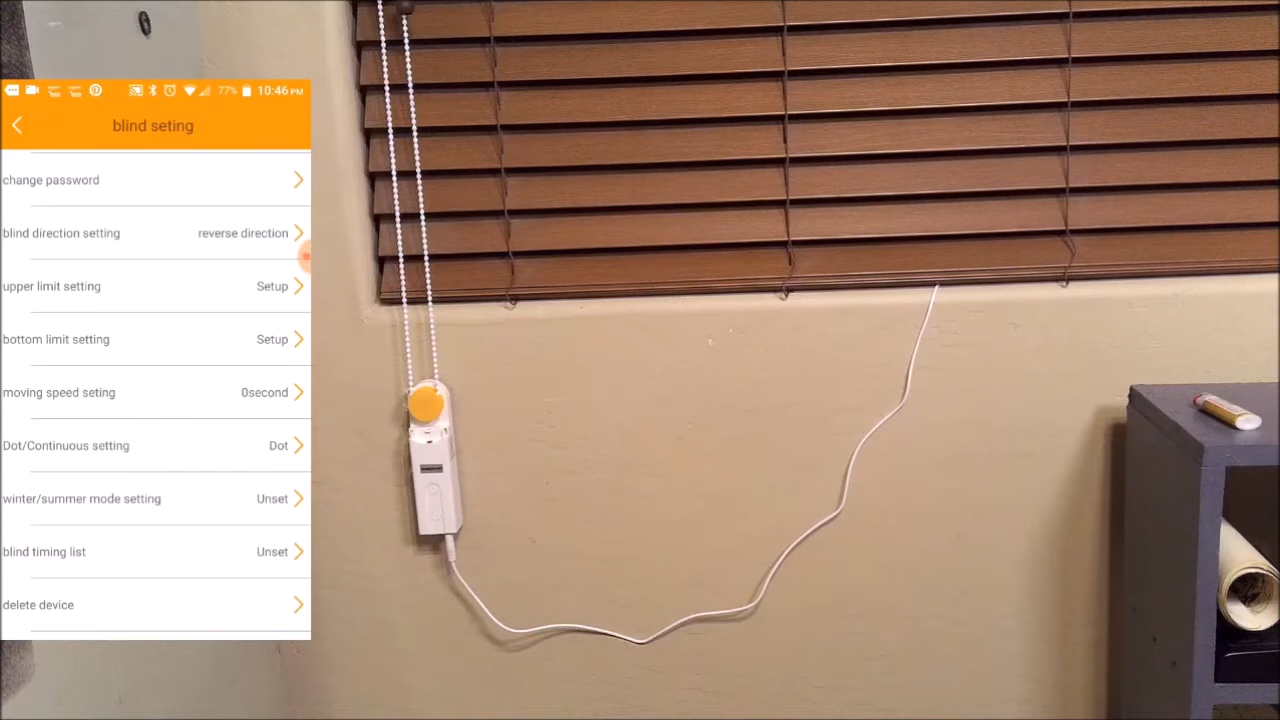 77% 10:46 PM
blind seting
change password
blind direction setting reverse direction
upper limit setting Setup
bottom limit setting Setup
moving speed seting 0second
Dot/Continuous setting Dot
winter/summer mode setting Unset
blind timing list Unset
delete device